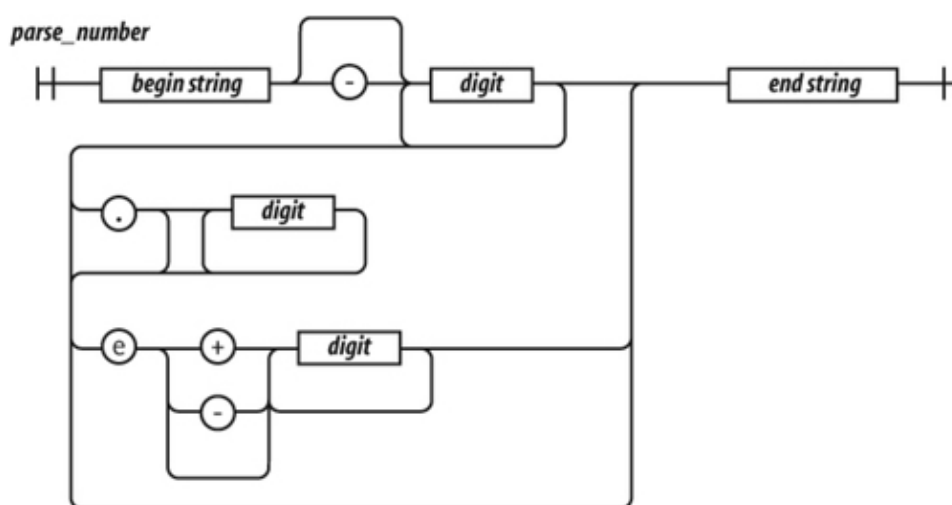 parse_number
begin string - digit end string
. digit
e + digit
-